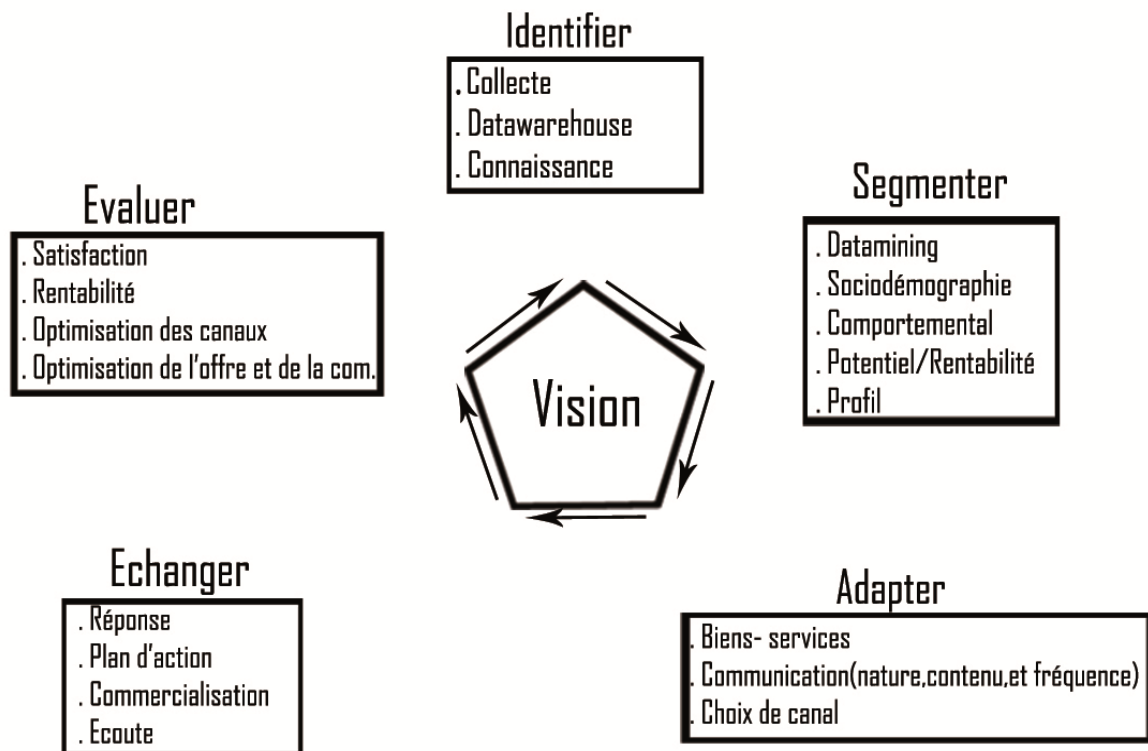 Identifier
. Collecte
. Datawarehouse
. Connaissance
Segmenter
. Datamining
. Sociodémographie
. Comportemental
. Potentiel/Rentabilité
. Profil
Evaluer
. Satisfaction
. Rentabilité
. Optimisation des canaux
. Optimisation de l'offre et de la com.
Vision
Echanger
. Réponse
. Plan d'action
. Commercialisation
. Ecoute
Adapter
. Biens- services
. Communication(nature,contenu,et fréquence)
. Choix de canal